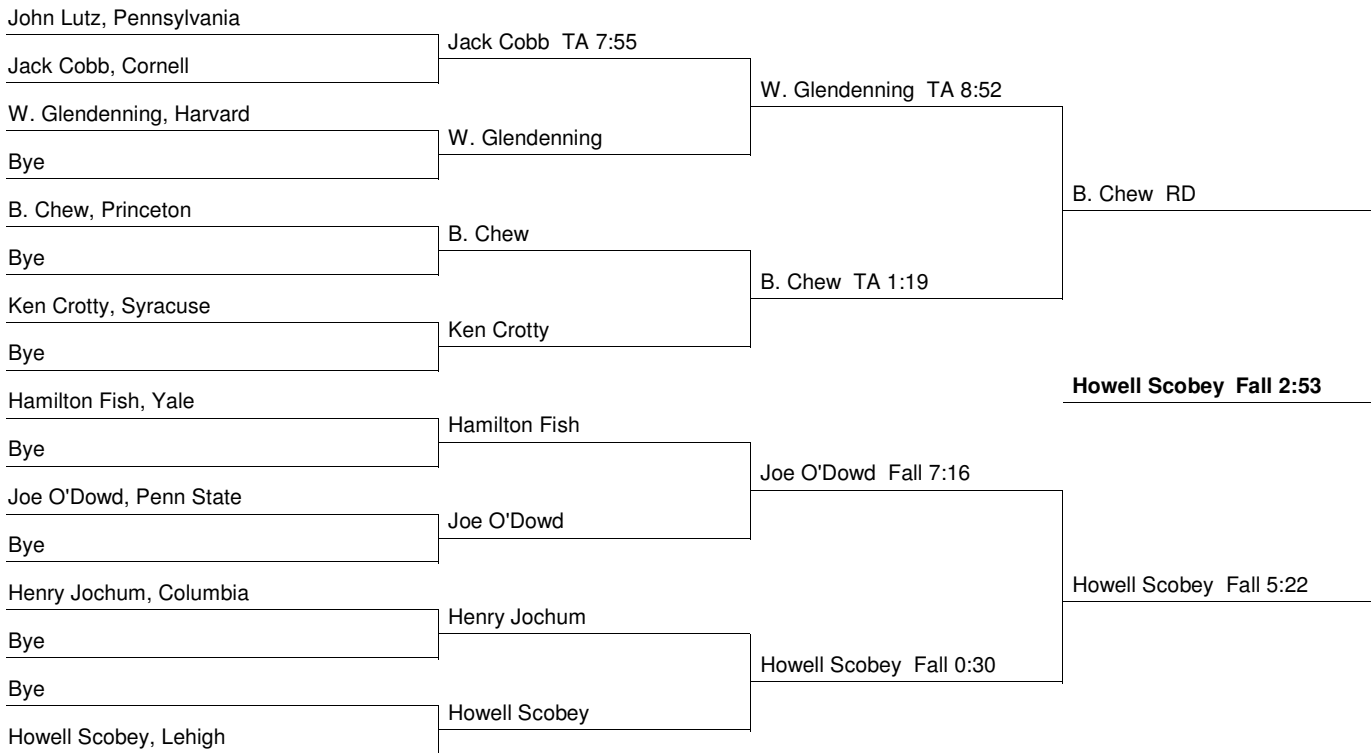 John Lutz, Pennsylvania
Jack Cobb, Cornell
W. Glendenning, Harvard
Bye
B. Chew, Princeton
Bye
Ken Crotty, Syracuse
Bye
Hamilton Fish, Yale
Bye
Joe O'Dowd, Penn State
Bye
Henry Jochum, Columbia
Bye
Bye
Howell Scobey, Lehigh
Jack Cobb TA 7:55
W. Glendenning
B. Chew
Ken Crotty
Hamilton Fish
Joe O'Dowd
Henry Jochum
Howell Scobey
W. Glendenning TA 8:52
B. Chew TA 1:19
Joe O'Dowd Fall 7:16
Howell Scobey Fall 0:30
B. Chew RD
Howell Scobey Fall 5:22
Howell Scobey Fall 2:53